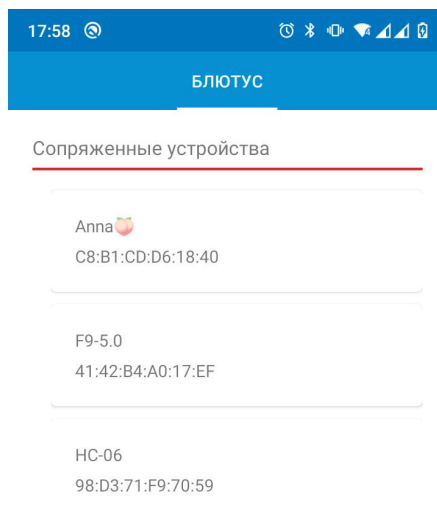 17:58
БЛЮТУС
Сопряженные устройства
Anna🍑
C8:B1:CD:D6:18:40
F9-5.0
41:42:B4:A0:17:EF
HC-06
98:D3:71:F9:70:59